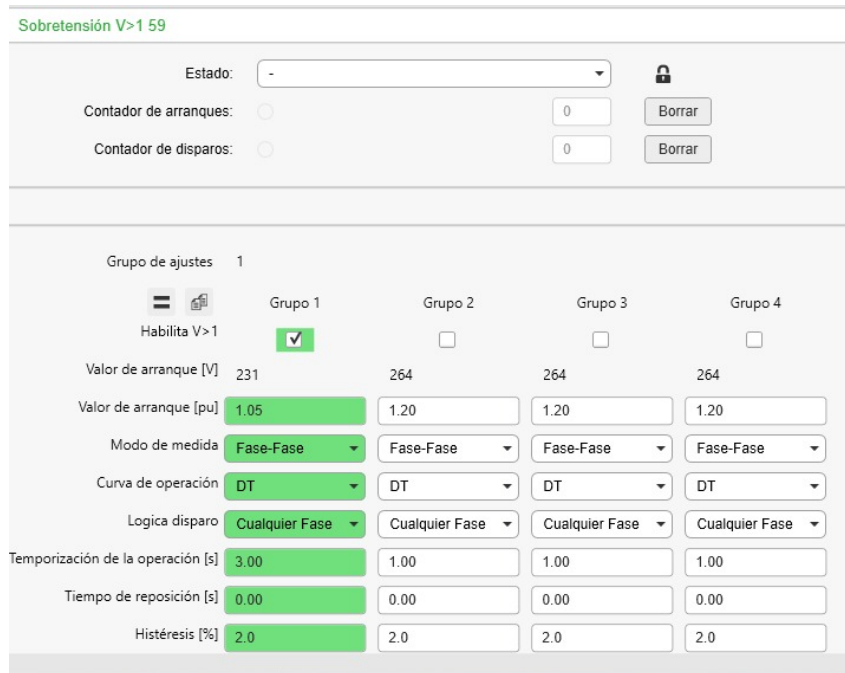 Sobretensión V>1 59
Estado: -
Contador de arranques: 0 Borrar
Contador de disparos: 0 Borrar
Grupo de ajustes 1
Grupo 1 Grupo 2 Grupo 3 Grupo 4
Habilita V>1
Valor de arranque [V] 231 264 264 264
Valor de arranque [pu] 1.05 1.20 1.20 1.20
Modo de medida Fase-Fase Fase-Fase Fase-Fase Fase-Fase
Curva de operación DT DT DT DT
Logica disparo Cualquier Fase Cualquier Fase Cualquier Fase Cualquier Fase
Temporización de la operación [s] 3.00 1.00 1.00 1.00
Tiempo de reposición [s] 0.00 0.00 0.00 0.00
Histéresis [%] 2.0 2.0 2.0 2.0